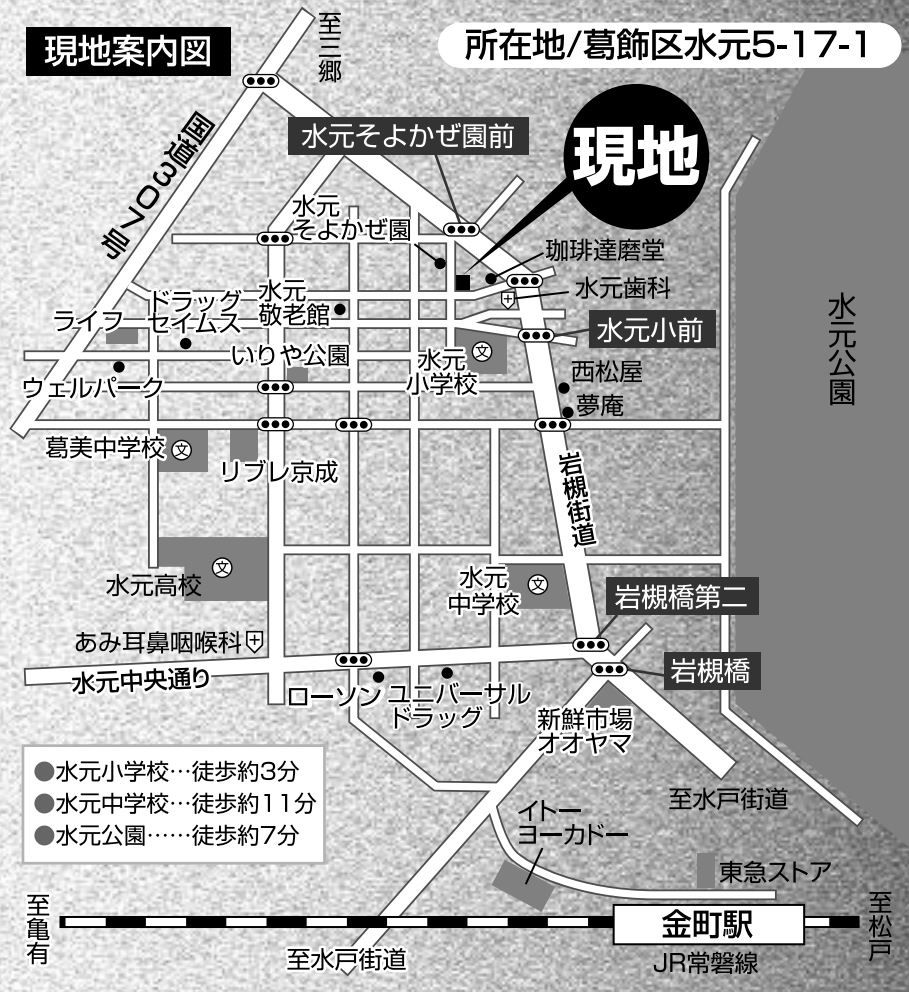 現地案内図
所在地/葛飾区水元5-17-1
至三郷
国道307号
水元そよかぜ園前
現地
水元
そよかぜ園
珈琲達磨堂
水元歯科
水元小前
水元公園
ドラッグ
セイムス
水元
敬老館
ライフ
いりや公園
水元
小学校
文
西松屋
夢庵
ウェルパーク
葛美中学校
文
リブレ京成
岩槻街道
水元高校
文
水元
中学校
文
岩槻橋第二
岩槻橋
あみ耳鼻咽喉科
水元中央通り
ローソン
ユニバーサル
ドラッグ
新鮮市場
オオヤマ
至水戸街道
●水元小学校…徒歩約3分
●水元中学校…徒歩約11分
●水元公園……徒歩約7分
イトー
ヨーカドー
東急ストア
至亀有
至松戸
金町駅
JR常磐線
至水戸街道